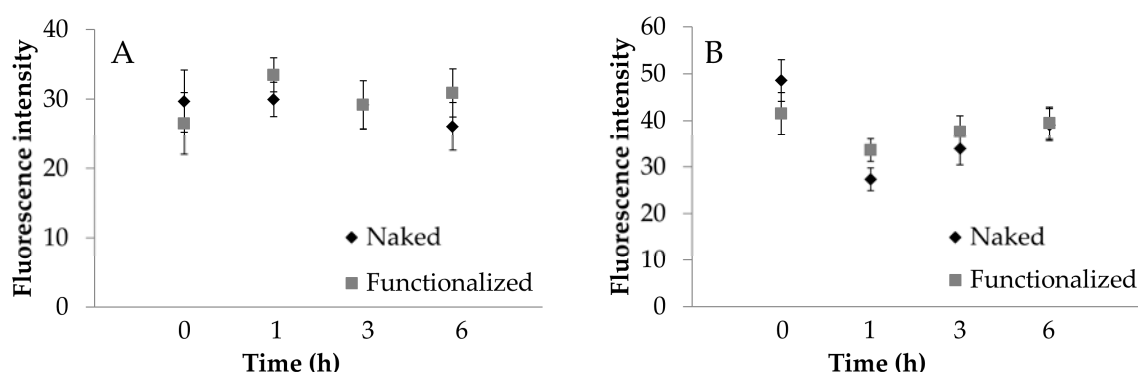 A
Fluorescence intensity
40
30
20
10
0
Naked
Functionalized
0 1 3 6
Time (h)
B
Fluorescence intensity
60
50
40
30
20
10
0
Naked
Functionalized
0 1 3 6
Time (h)